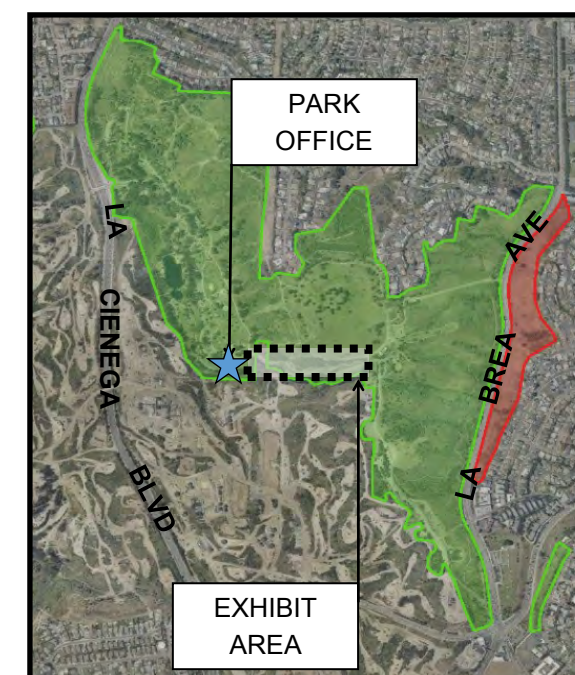 PARK
OFFICE
LA
CIENEGA
BLVD
AVE
BREA
LA
EXHIBIT
AREA